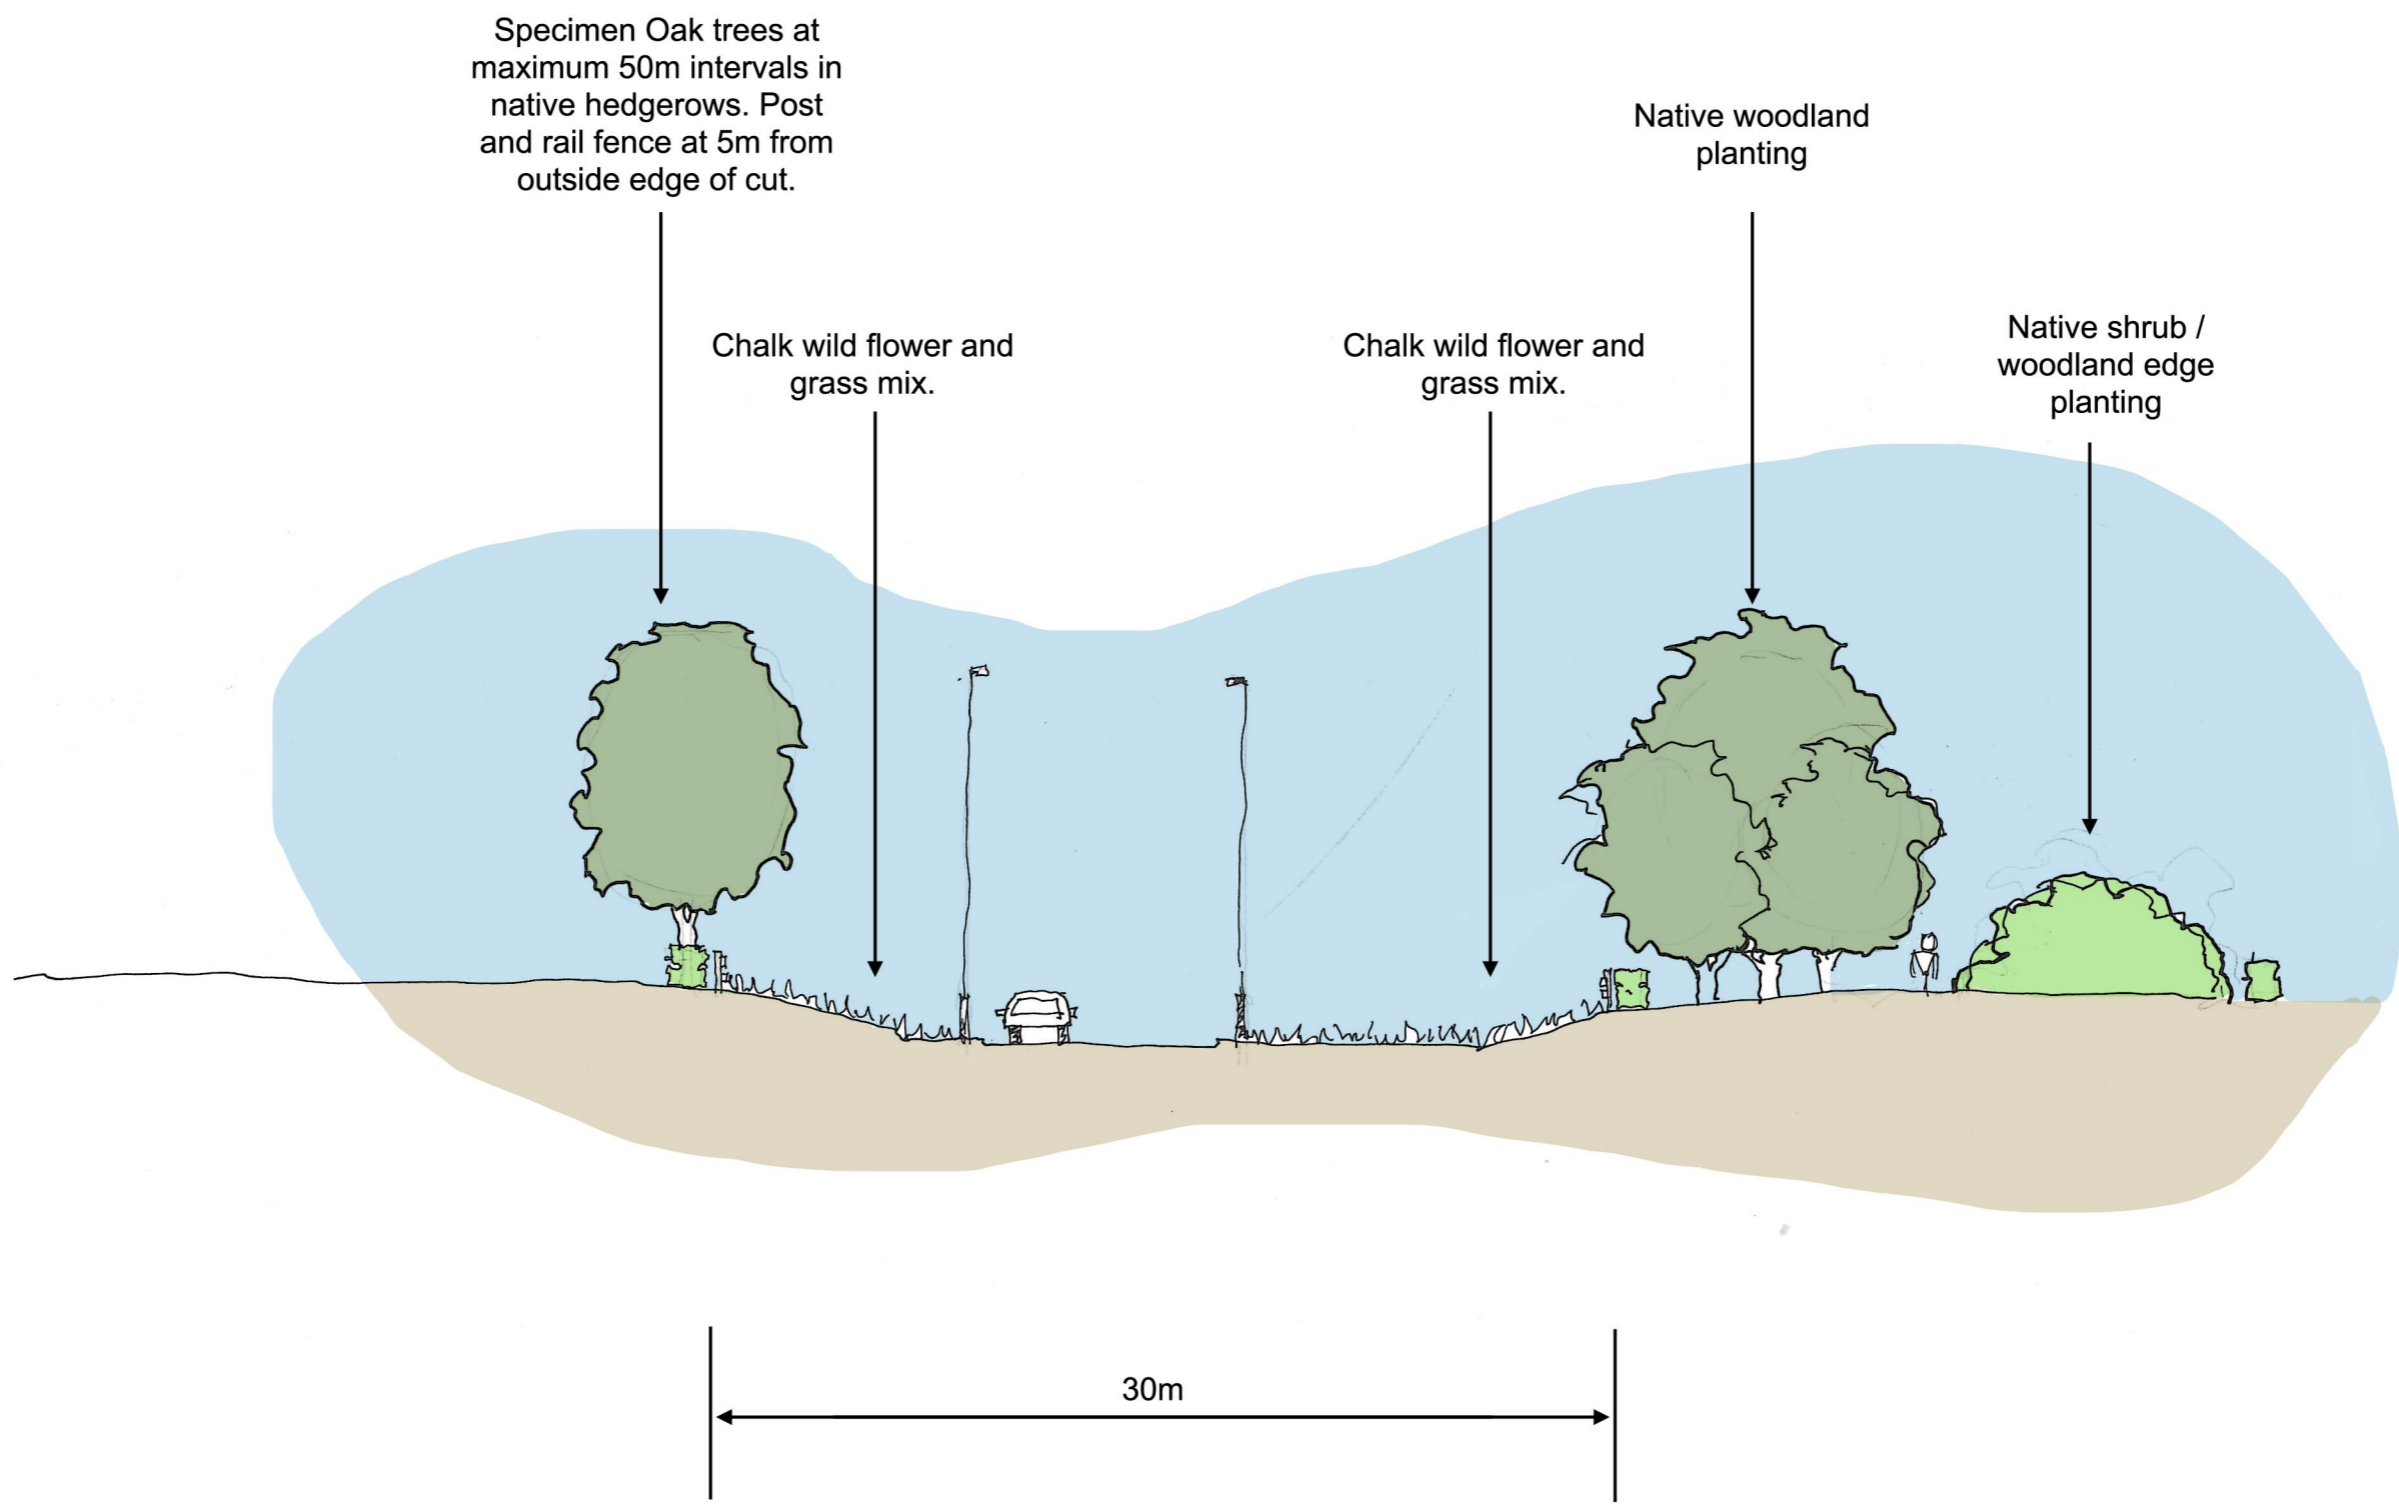 Specimen Oak trees at
maximum 50m intervals in
native hedgerows. Post
and rail fence at 5m from
outside edge of cut.
Native woodland
planting
Chalk wild flower and
grass mix.
Chalk wild flower and
grass mix.
Native shrub /
woodland edge
planting
30m